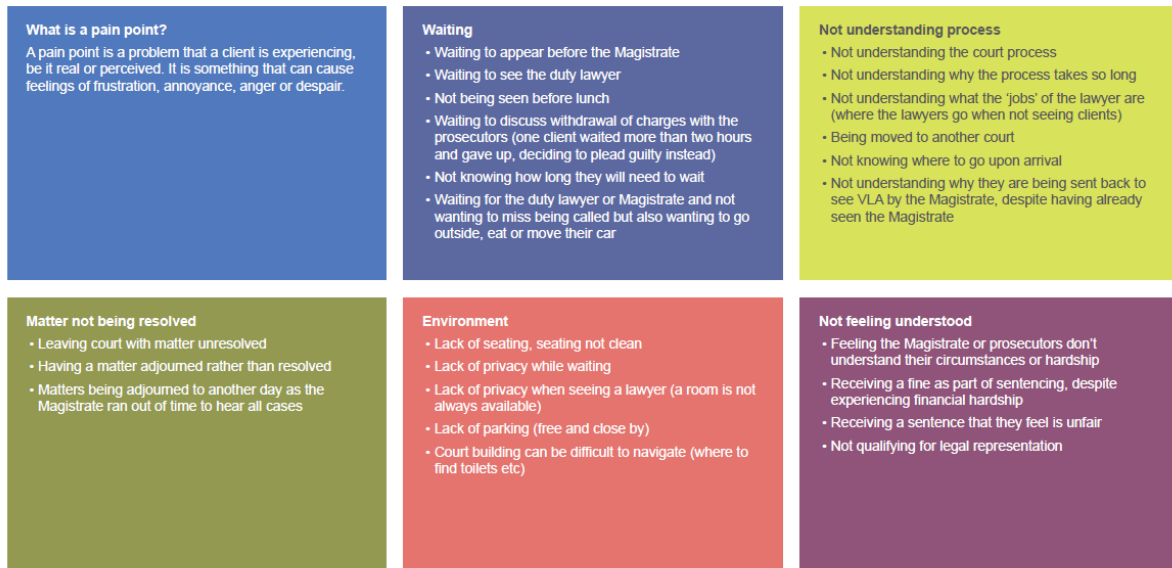 What is a pain point?
A pain point is a problem that a client is experiencing,
be it real or perceived. It is something that can cause
feelings of frustration, annoyance, anger or despair.
Waiting
• Waiting to appear before the Magistrate
• Waiting to see the duty lawyer
• Not being seen before lunch
• Waiting to discuss withdrawal of charges with the
prosecutors (one client waited more than two hours
and gave up, deciding to plead guilty instead)
• Not knowing how long they will need to wait
• Waiting for the duty lawyer or Magistrate and not
wanting to miss being called but also wanting to go
outside, eat or move their car
Not understanding process
• Not understanding the court process
• Not understanding why the process takes so long
• Not understanding what the ‘jobs’ of the lawyer are
(where the lawyers go when not seeing clients)
• Being moved to another court
• Not knowing where to go upon arrival
• Not understanding why they are being sent back to
see VLA by the Magistrate, despite having already
seen the Magistrate
Matter not being resolved
• Leaving court with matter unresolved
• Having a matter adjourned rather than resolved
• Matters being adjourned to another day as the
Magistrate ran out of time to hear all cases
Environment
• Lack of seating, seating not clean
• Lack of privacy while waiting
• Lack of privacy when seeing a lawyer (a room is not
always available)
• Lack of parking (free and close by)
• Court building can be difficult to navigate (where to
find toilets etc)
Not feeling understood
• Feeling the Magistrate or prosecutors don’t
understand their circumstances or hardship
• Receiving a fine as part of sentencing, despite
experiencing financial hardship
• Receiving a sentence that they feel is unfair
• Not qualifying for legal representation